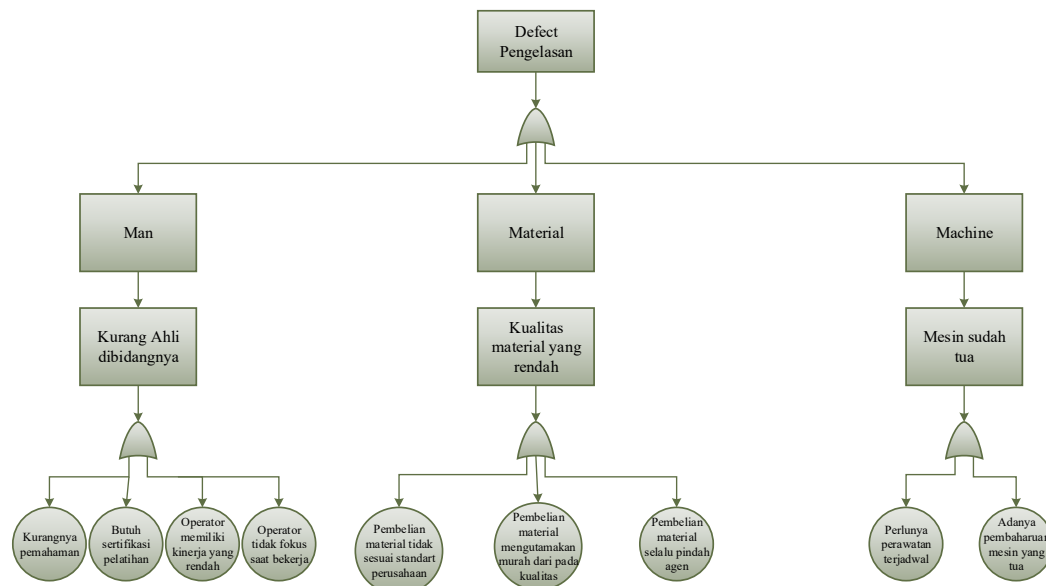 Defect
Pengelasan
Man
Material
Machine
Kurang Ahli
dibidangnya
Kualitas
material yang
rendah
Mesin sudah
tua
Kurangnya
pemahaman
Butuh
sertifikasi
pelatihan
Operator
memiliki
kinerja yang
rendah
Operator
tidak fokus
saat bekerja
Pembelian
material tidak
sesuai standart
perusahaan
Pembelian
material
mengutamakan
murah dari pada
kualitas
Pembelian
material
selalu pindah
agen
Perlunya
perawatan
terjadwal
Adanya
pembaharuan
mesin yang
tua